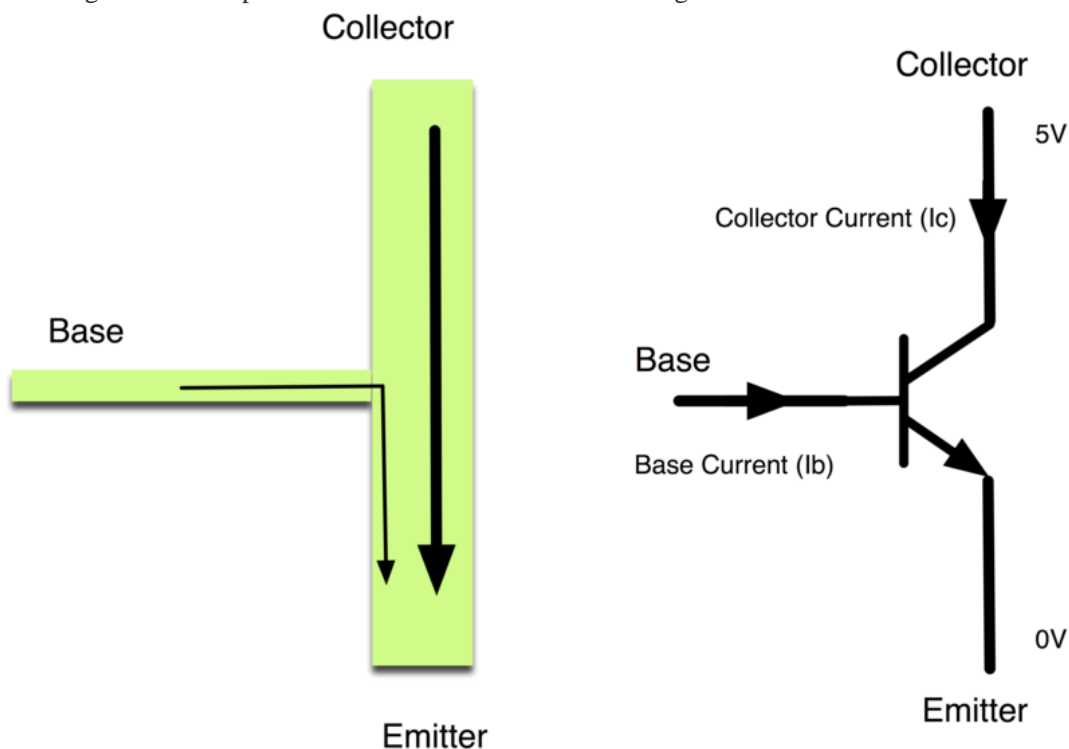 Collector
Base
Emitter
Collector
5V
Collector Current (Ic)
Base
Base Current (Ib)
0V
Emitter